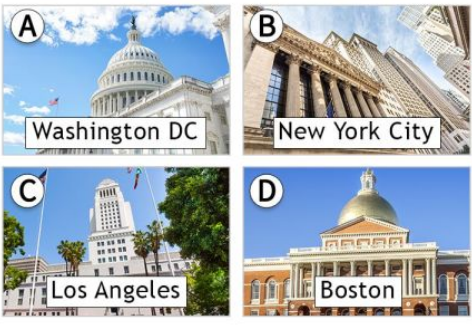 A
Washington DC
B
New York City
C
Los Angeles
D
Boston